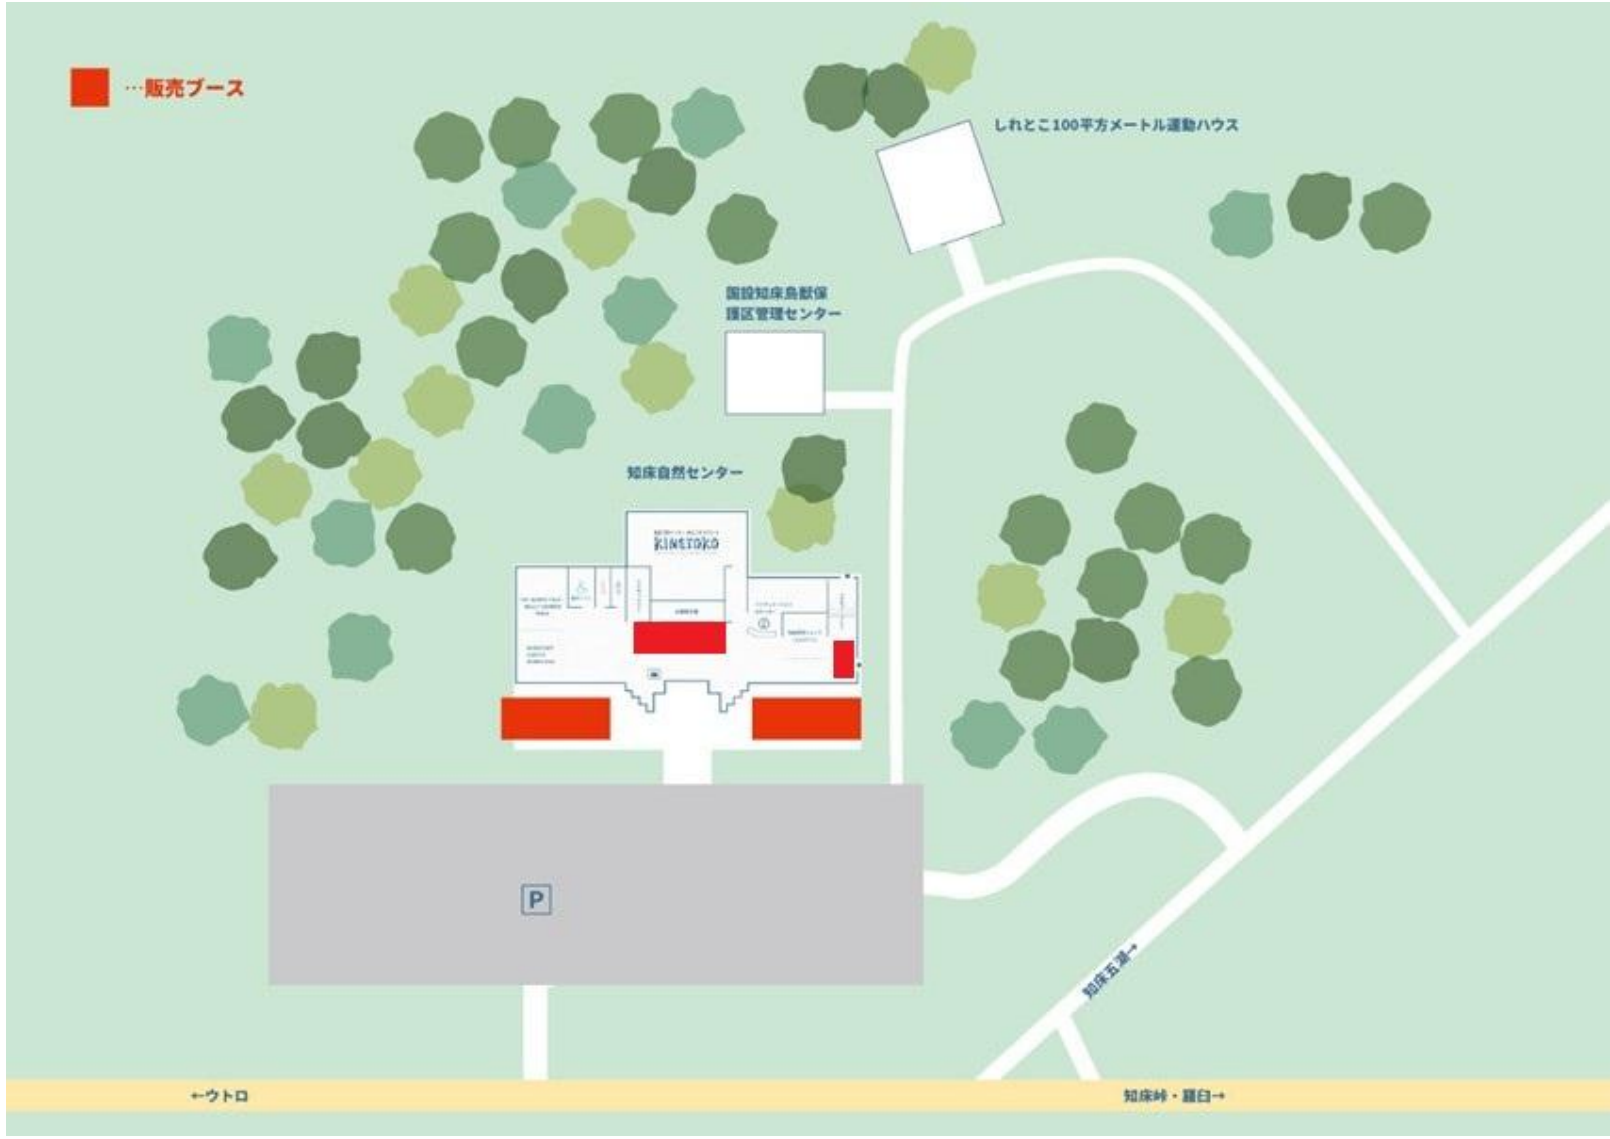 …販売ブース
しれとこ100平方メートル運動ハウス
国設知床鳥獣保
護区管理センター
知床自然センター
KINETOKO
P
知床五湖→
←ウトロ
知床峠・羅臼→